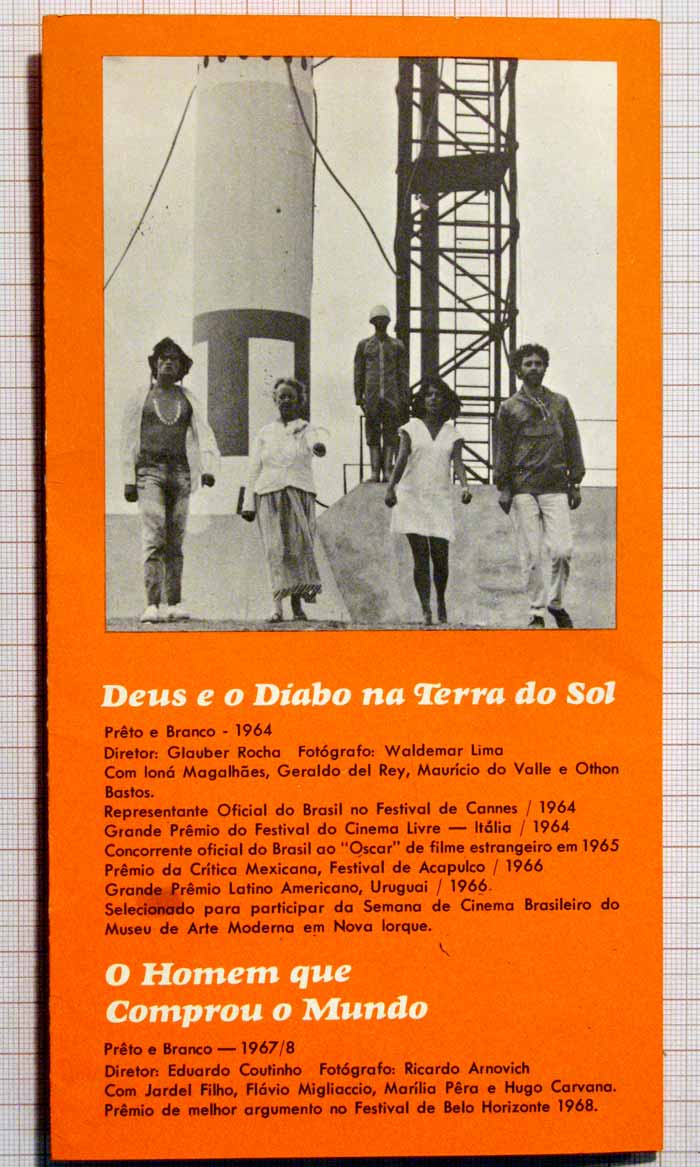 Deus e o Diabo na Terra do Sol
Prêto e Branco - 1964
Diretor: Glauber Rocha Fotógrafo: Waldemar Lima
Com Ioná Magalhães, Geraldo del Rey, Maurício do Valle e Othon
Bastos.
Representante Oficial do Brasil no Festival de Cannes / 1964
Grande Prêmio do Festival do Cinema Livre — Itália / 1964
Concorrente oficial do Brasil ao "Oscar" de filme estrangeiro em 1965
Prêmio da Crítica Mexicana, Festival de Acapulco / 1966
Grande Prêmio Latino Americano, Uruguai / 1966.
Selecionado para participar da Semana de Cinema Brasileiro do
Museu de Arte Moderna em Nova Iorque.
O Homem que
Comprou o Mundo
Prêto e Branco — 1967/8
Diretor: Eduardo Coutinho Fotógrafo: Ricardo Arnovich
Com Jardel Filho, Flávio Migliaccio, Marília Pêra e Hugo Carvana.
Prêmio de melhor argumento no Festival de Belo Horizonte 1968.